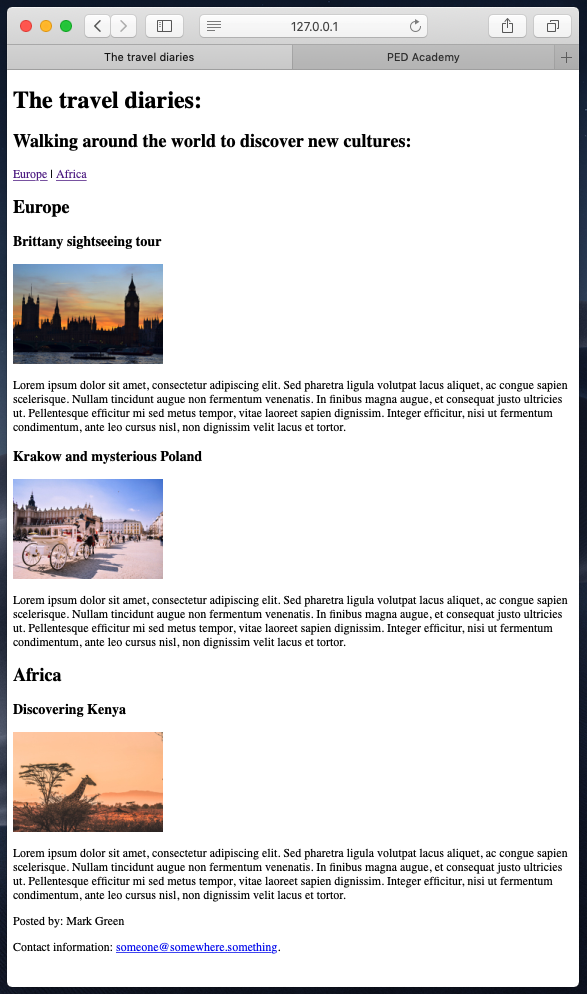 127.0.0.1
The travel diaries
PED Academy
The travel diaries:
Walking around the world to discover new cultures:
Europe | Africa
Europe
Brittany sightseeing tour
Lorem ipsum dolor sit amet, consectetur adipiscing elit. Sed pharetra ligula volutpat lacus aliquet, ac congue sapien
scelerisque. Nullam tincidunt augue non fermentum venenatis. In finibus magna augue, et consequat justo ultricies
ut. Pellentesque efficitur mi sed metus tempor, vitae laoreet sapien dignissim. Integer efficitur, nisi ut fermentum
condimentum, ante leo cursus nisl, non dignissim velit lacus et tortor.
Krakow and mysterious Poland
Lorem ipsum dolor sit amet, consectetur adipiscing elit. Sed pharetra ligula volutpat lacus aliquet, ac congue sapien
scelerisque. Nullam tincidunt augue non fermentum venenatis. In finibus magna augue, et consequat justo ultricies
ut. Pellentesque efficitur mi sed metus tempor, vitae laoreet sapien dignissim. Integer efficitur, nisi ut fermentum
condimentum, ante leo cursus nisl, non dignissim velit lacus et tortor.
Africa
Discovering Kenya
Lorem ipsum dolor sit amet, consectetur adipiscing elit. Sed pharetra ligula volutpat lacus aliquet, ac congue sapien
scelerisque. Nullam tincidunt augue non fermentum venenatis. In finibus magna augue, et consequat justo ultricies
ut. Pellentesque efficitur mi sed metus tempor, vitae laoreet sapien dignissim. Integer efficitur, nisi ut fermentum
condimentum, ante leo cursus nisl, non dignissim velit lacus et tortor.
Posted by: Mark Green
Contact information: someone@somewhere.something.